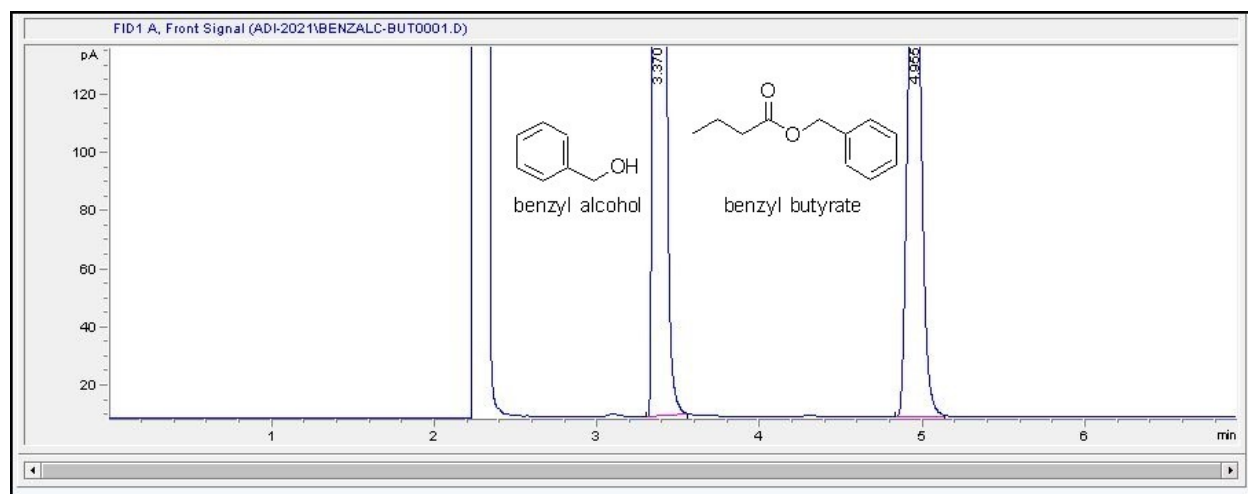 FID1 A, Front Signal (ADI-2021\BENZALC-BUT0001.D)
pA
120
100
80
60
40
20
3.370
4.955
O
O
OH
benzyl alcohol
benzyl butyrate
1
2
3
4
5
6
min